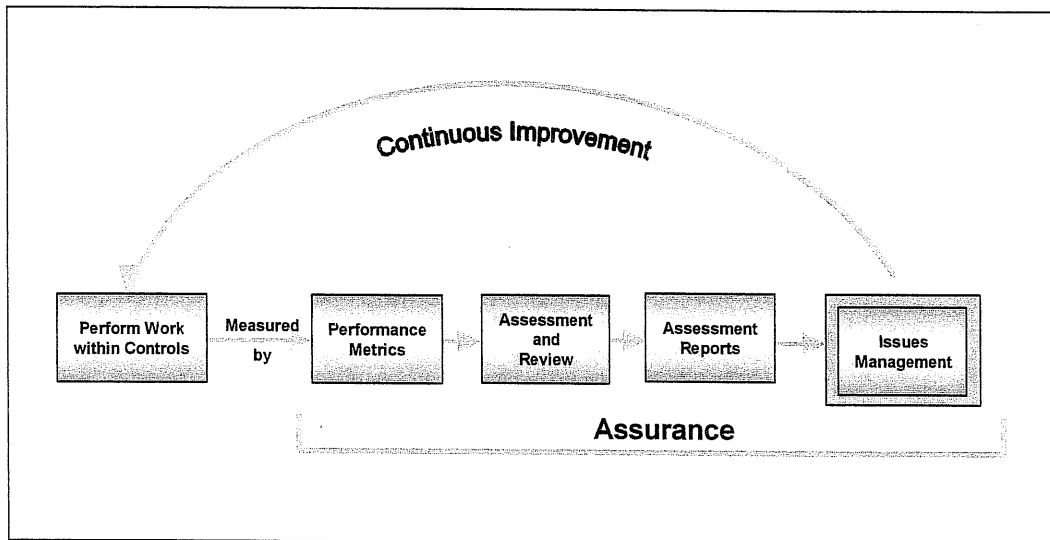 Continuous Improvement
Perform Work
within Controls
Measured
by
Performance
Metrics
Assessment
and
Review
Assessment
Reports
Issues
Management
Assurance